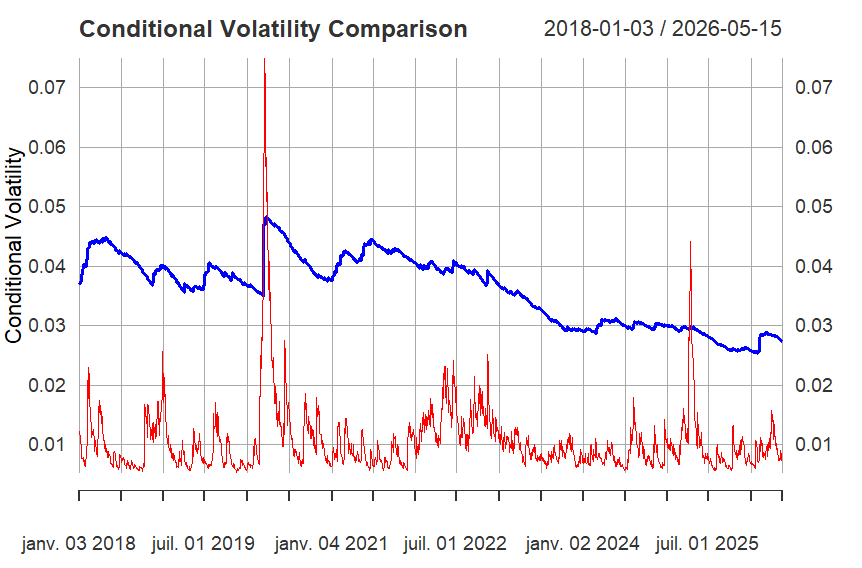 Conditional Volatility Comparison 2018-01-03 / 2026-05-15
Conditional Volatility
0.07 0.07
0.06 0.06
0.05 0.05
0.04 0.04
0.03 0.03
0.02 0.02
0.01 0.01
janv. 03 2018 juil. 01 2019 janv. 04 2021 juil. 01 2022 janv. 02 2024 juil. 01 2025